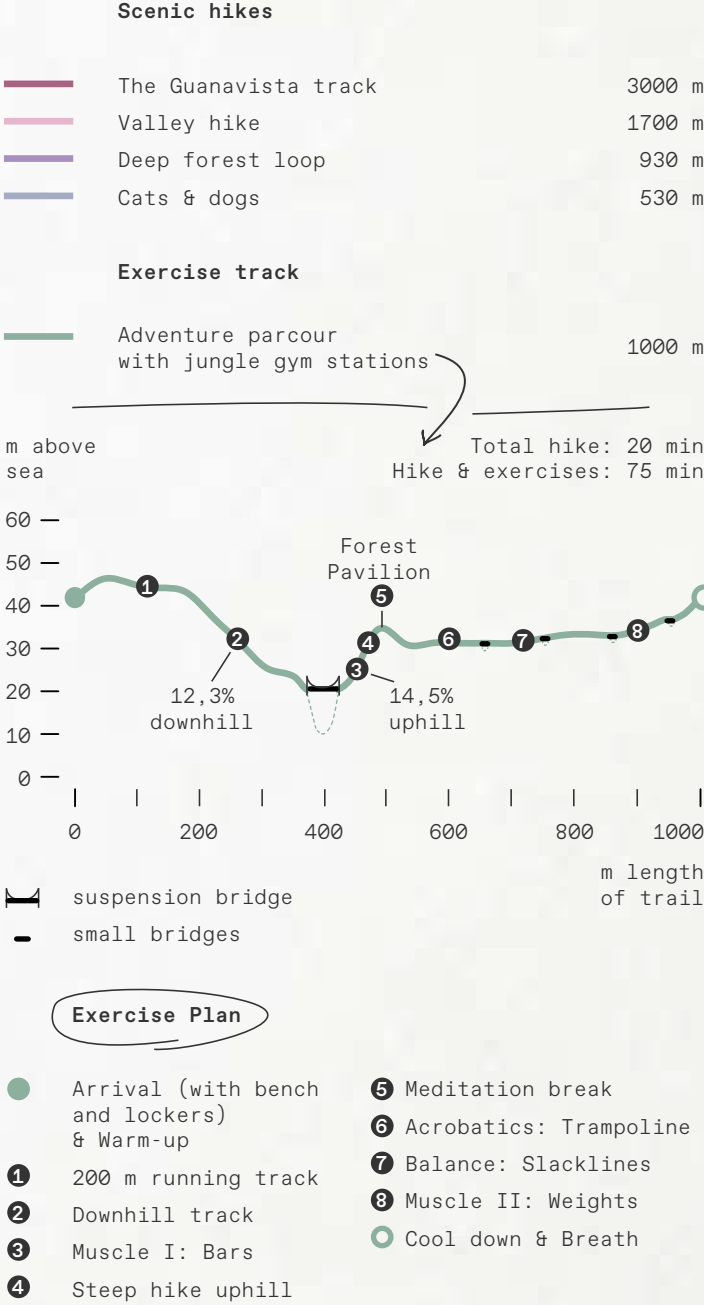 Scenic hikes
The Guanavista track 3000 m
Valley hike 1700 m
Deep forest loop 930 m
Cats & dogs 530 m
Exercise track
Adventure parcour
with jungle gym stations
1000 m
m above
sea
Total hike: 20 min
Hike & exercises: 75 min
60
50
40
30
20
10
0
Forest
Pavilion
1
2
3
4
5
6
7
8
12,3%
downhill
14,5%
uphill
0 200 400 600 800 1000
m length
of trail
suspension bridge
small bridges
Exercise Plan
Arrival (with bench
and lockers)
& Warm-up
1 200 m running track
2 Downhill track
3 Muscle I: Bars
4 Steep hike uphill
5 Meditation break
6 Acrobatics: Trampoline
7 Balance: Slacklines
8 Muscle II: Weights
Cool down & Breath